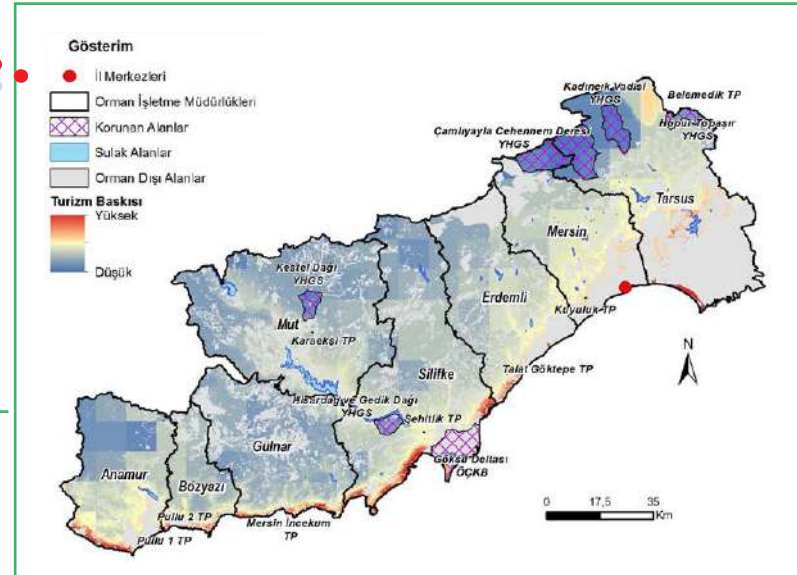 Gösterim
İl Merkezleri
Orman İşletme Müdürlükleri
Korunan Alanlar
Sulak Alanlar
Orman Dışı Alanlar
Turizm Baskısı
Yüksek
Düşük
Kadıncık Vadisi
YHGS
Belemedik TP
Çamlıyayla Cehennem Deresi
YHGS
Hopur Topaşır
YHGS
Tarsus
Mersin
Kestel Dağı
YHGS
Erdemli
Kuyuluk TP
Mut
Karaekşi TP
N
Silifke
Talat Göktepe TP
Hisardağı ve Gedik Dağı
YHGS
Şehitlik TP
Gülnar
Göksu Deltası
ÖÇKB
Anamur
Bozyazı
0 17,5 35
Km
Pullu 2 TP
Mersin İncekum
TP
Pullu 1 TP